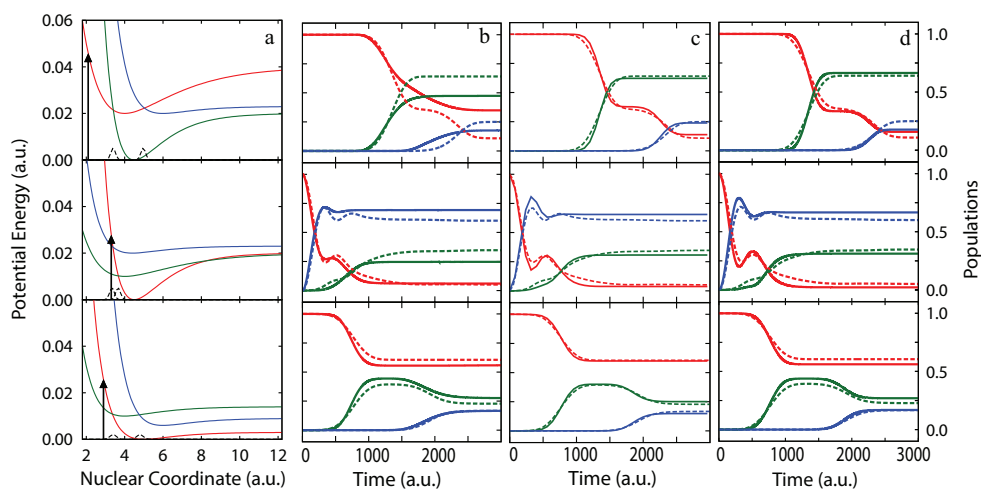 a
b
c
d
0.06
0.04
0.02
0.00
0.04
0.02
0.00
0.04
0.02
0.00
Potential Energy (a.u.)
2 4 6 8 10 12
Nuclear Coordinate (a.u.)
0 1000 2000
Time (a.u.)
0 1000 2000
Time (a.u.)
0 1000 2000 3000
Time (a.u.)
1.0
0.5
0.0
1.0
0.5
0.0
1.0
0.5
0.0
Populations